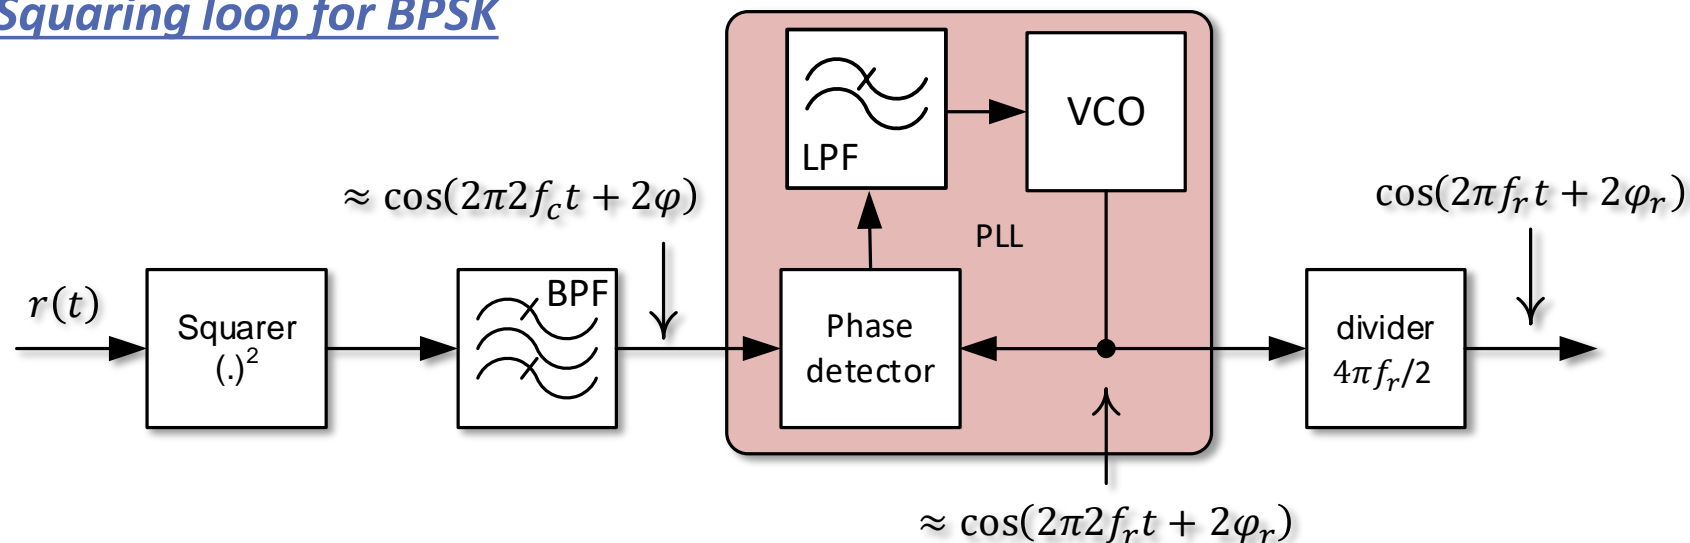 Squaring loop for BPSK
LPF
VCO
≈ cos(2π2f_c t + 2φ)
cos(2πf_r t + 2φ_r)
PLL
r(t)
Squarer
(.)²
BPF
Phase
detector
divider
4πf_r/2
≈ cos(2π2f_r t + 2φ_r)